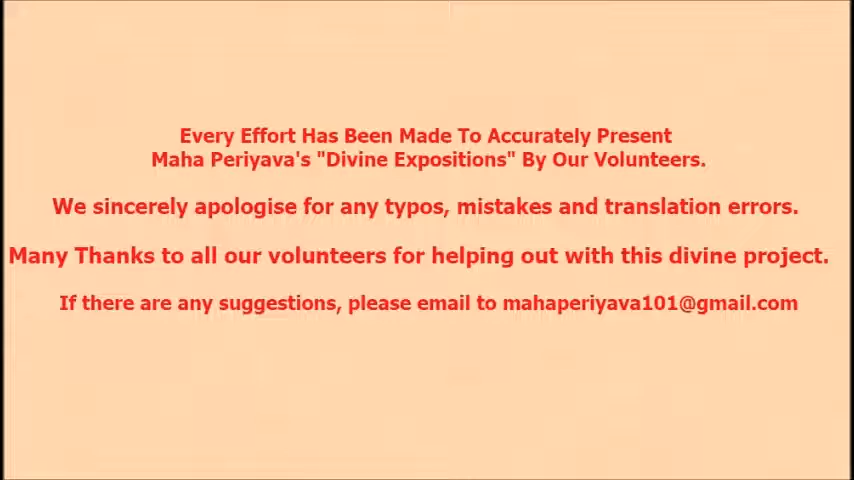 Every Effort Has Been Made To Accurately Present
Maha Periyava's "Divine Expositions" By Our Volunteers.
We sincerely apologise for any typos, mistakes and translation errors.
Many Thanks to all our volunteers for helping out with this divine project.
If there are any suggestions, please email to mahaperiyava101@gmail.com